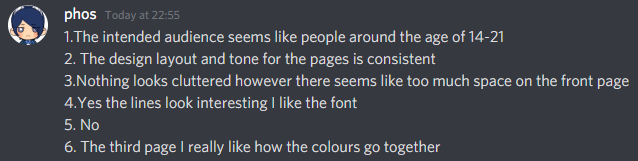 phos Today at 22:55
1.The intended audience seems like people around the age of 14-21
2. The design layout and tone for the pages is consistent
3.Nothing looks cluttered however there seems like too much space on the front page
4.Yes the lines look interesting I like the font
5. No
6. The third page I really like how the colours go together